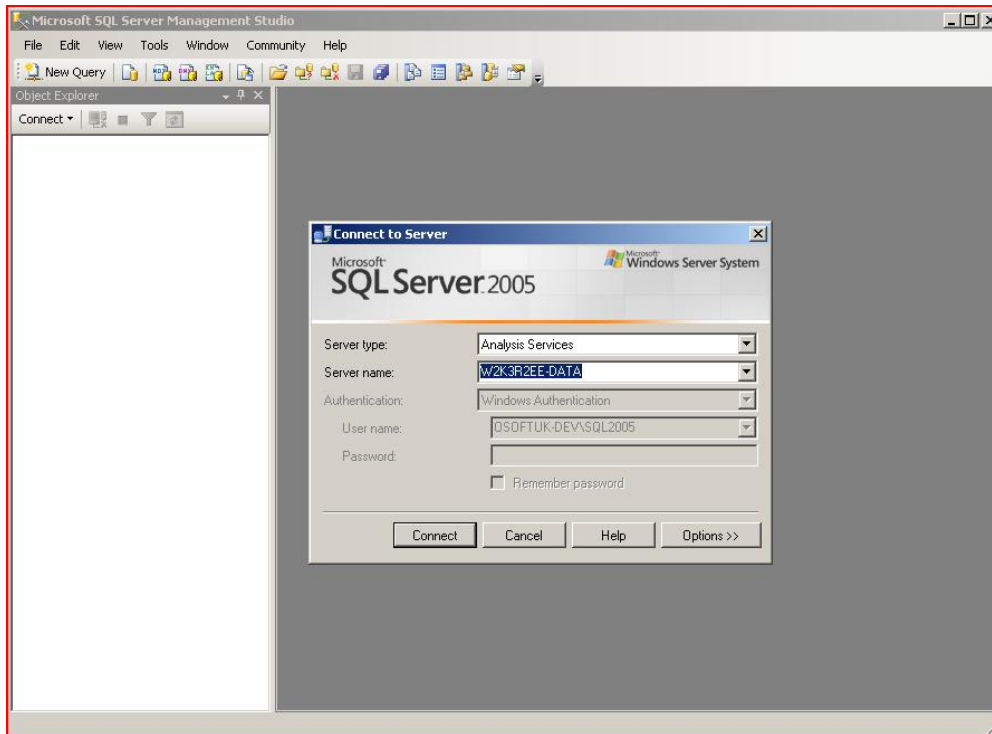 Microsoft SQL Server Management Studio
File Edit View Tools Window Community Help
New Query
Object Explorer
Connect
Connect to Server
Microsoft
SQL Server 2005
Microsoft
Windows Server System
Server type: Analysis Services
Server name: W2K3R2EE-DATA
Authentication: Windows Authentication
User name: OSOFTUK-DEV\SQL2005
Password:
Remember password
Connect Cancel Help Options >>